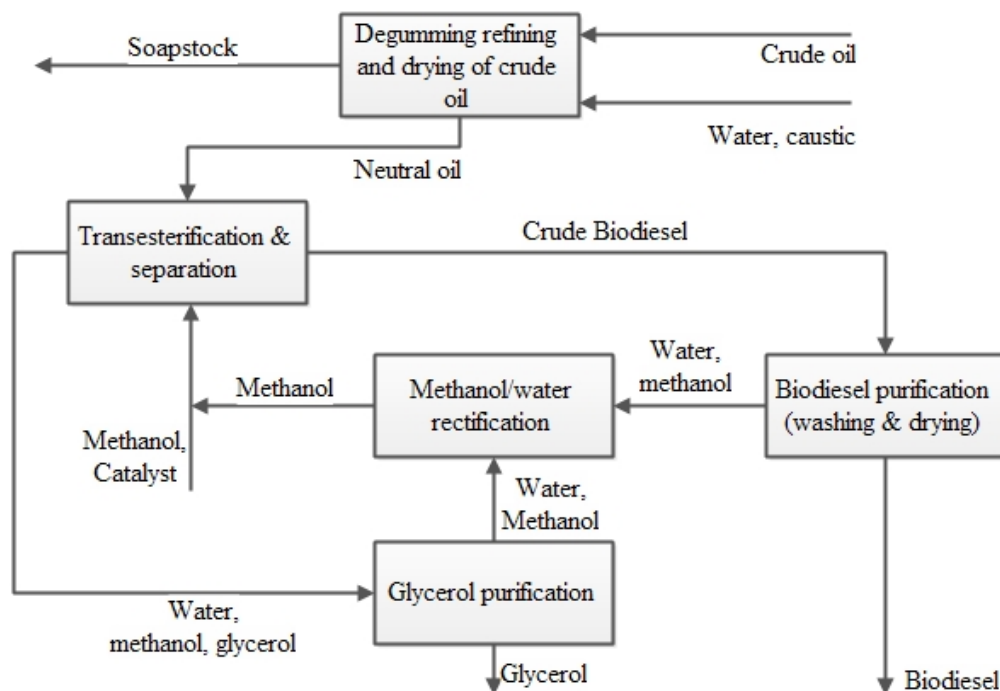 Soapstock
Degumming refining
and drying of crude
oil
Crude oil
Water, caustic
Neutral oil
Transesterification &
separation
Crude Biodiesel
Water,
methanol
Biodiesel purification
(washing & drying)
Methanol/water
rectification
Methanol
Methanol,
Catalyst
Water,
Methanol
Glycerol purification
Water,
methanol, glycerol
Glycerol
Biodiesel